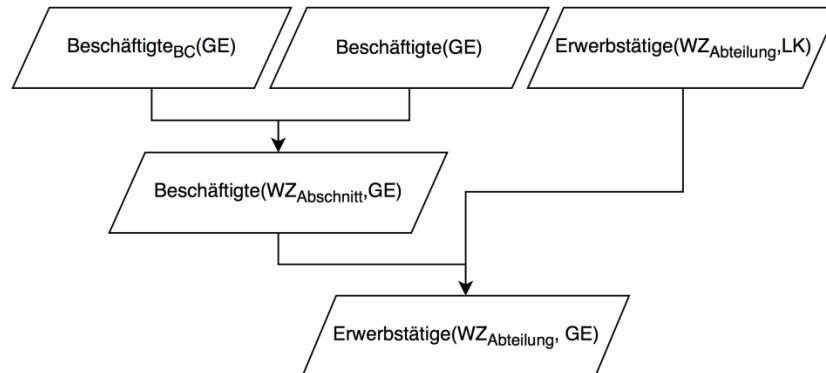 Beschäftigte_BC(GE)
Beschäftigte(GE)
Erwerbstätige(WZ_Abteilung,LK)
Beschäftigte(WZ_Abschnitt,GE)
Erwerbstätige(WZ_Abteilung, GE)